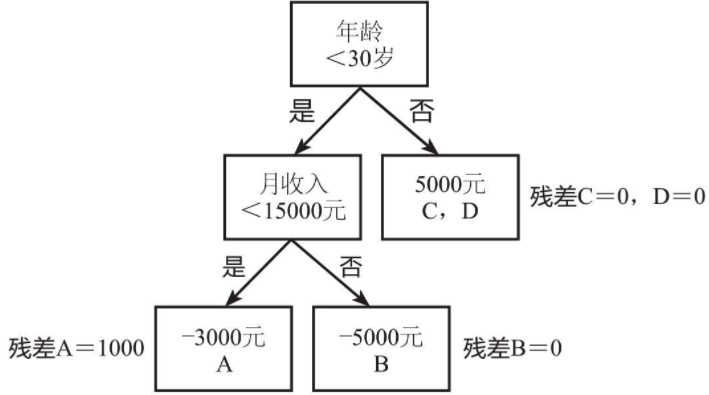 年龄
<30岁
是
否
月收入
<15000元
5000元
C，D
残差C=0，D=0
是
否
残差A=1000
-3000元
A
-5000元
B
残差B=0